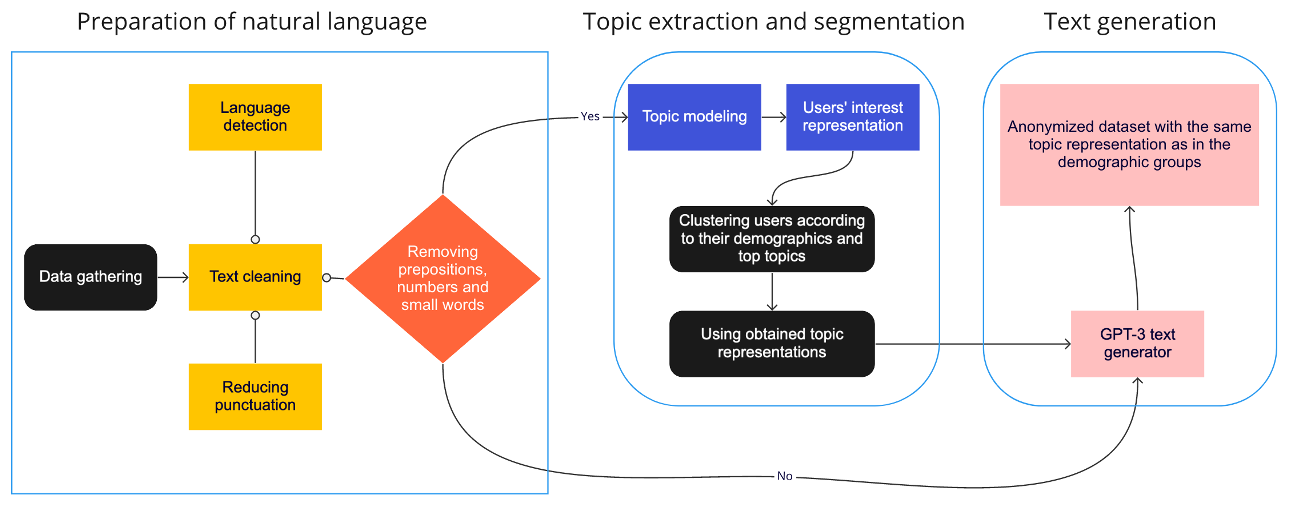 Preparation of natural language
Topic extraction and segmentation
Text generation
Language
detection
Data gathering
Text cleaning
Reducing
punctuation
Removing
prepositions,
numbers and
small words
Yes
No
Topic modeling
Users' interest
representation
Clustering users according
to their demographics and
top topics
Using obtained topic
representations
Anonymized dataset with the same
topic representation as in the
demographic groups
GPT-3 text
generator